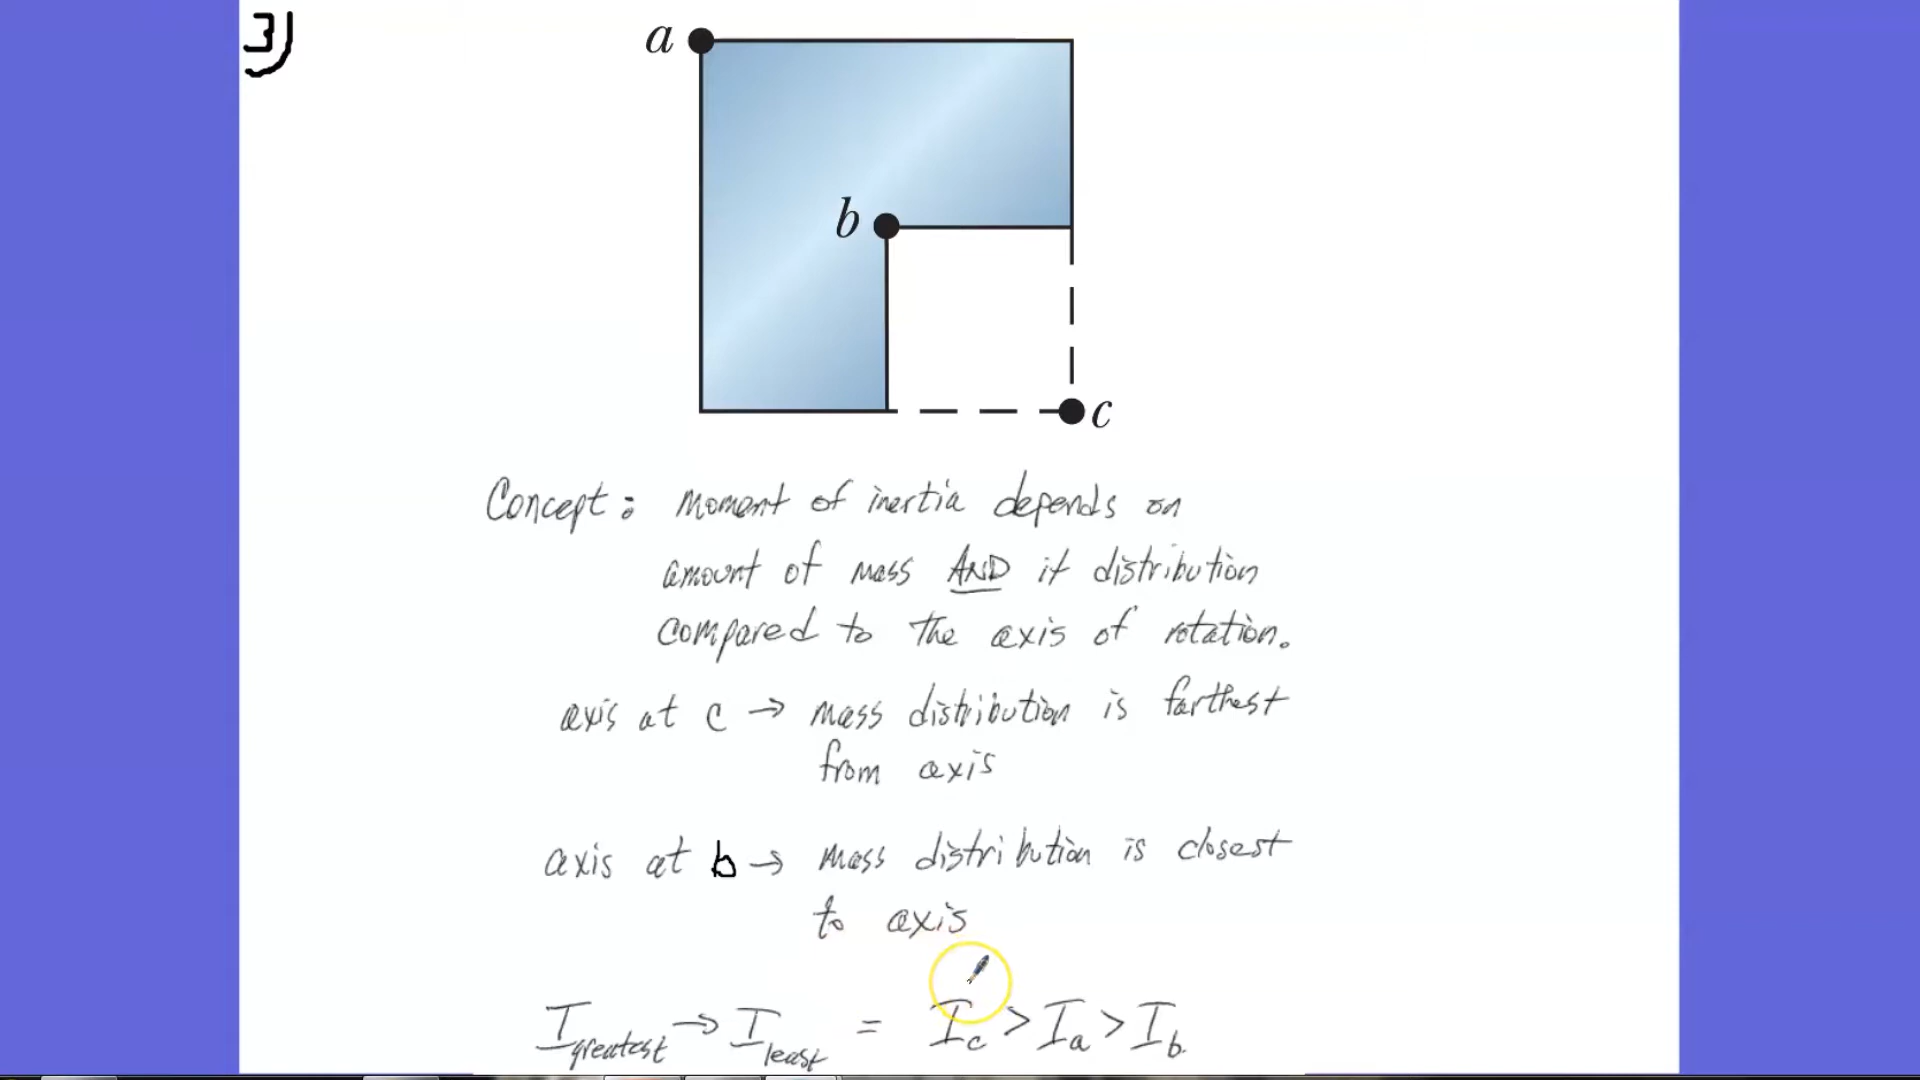 3)
a
b
c
Concept: moment of inertia depends on
amount of mass AND it distribution
compared to the axis of rotation.
axis at c → mass distribution is farthest
from axis
axis at b → mass distribution is closest
to axis
I greatest → I least = Ic > Ia > Ib.